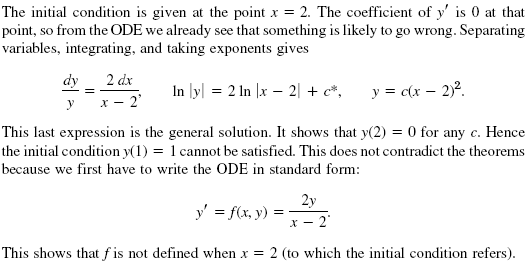 The initial condition is given at the point x = 2. The coefficient of y′ is 0 at that
point, so from the ODE we already see that something is likely to go wrong. Separating
variables, integrating, and taking exponents gives
dy/y = 2 dx/(x − 2), ln |y| = 2 ln |x − 2| + c*, y = c(x − 2)².
This last expression is the general solution. It shows that y(2) = 0 for any c. Hence
the initial condition y(1) = 1 cannot be satisfied. This does not contradict the theorems
because we first have to write the ODE in standard form:
y′ = f(x, y) = 2y/(x − 2).
This shows that f is not defined when x = 2 (to which the initial condition refers).